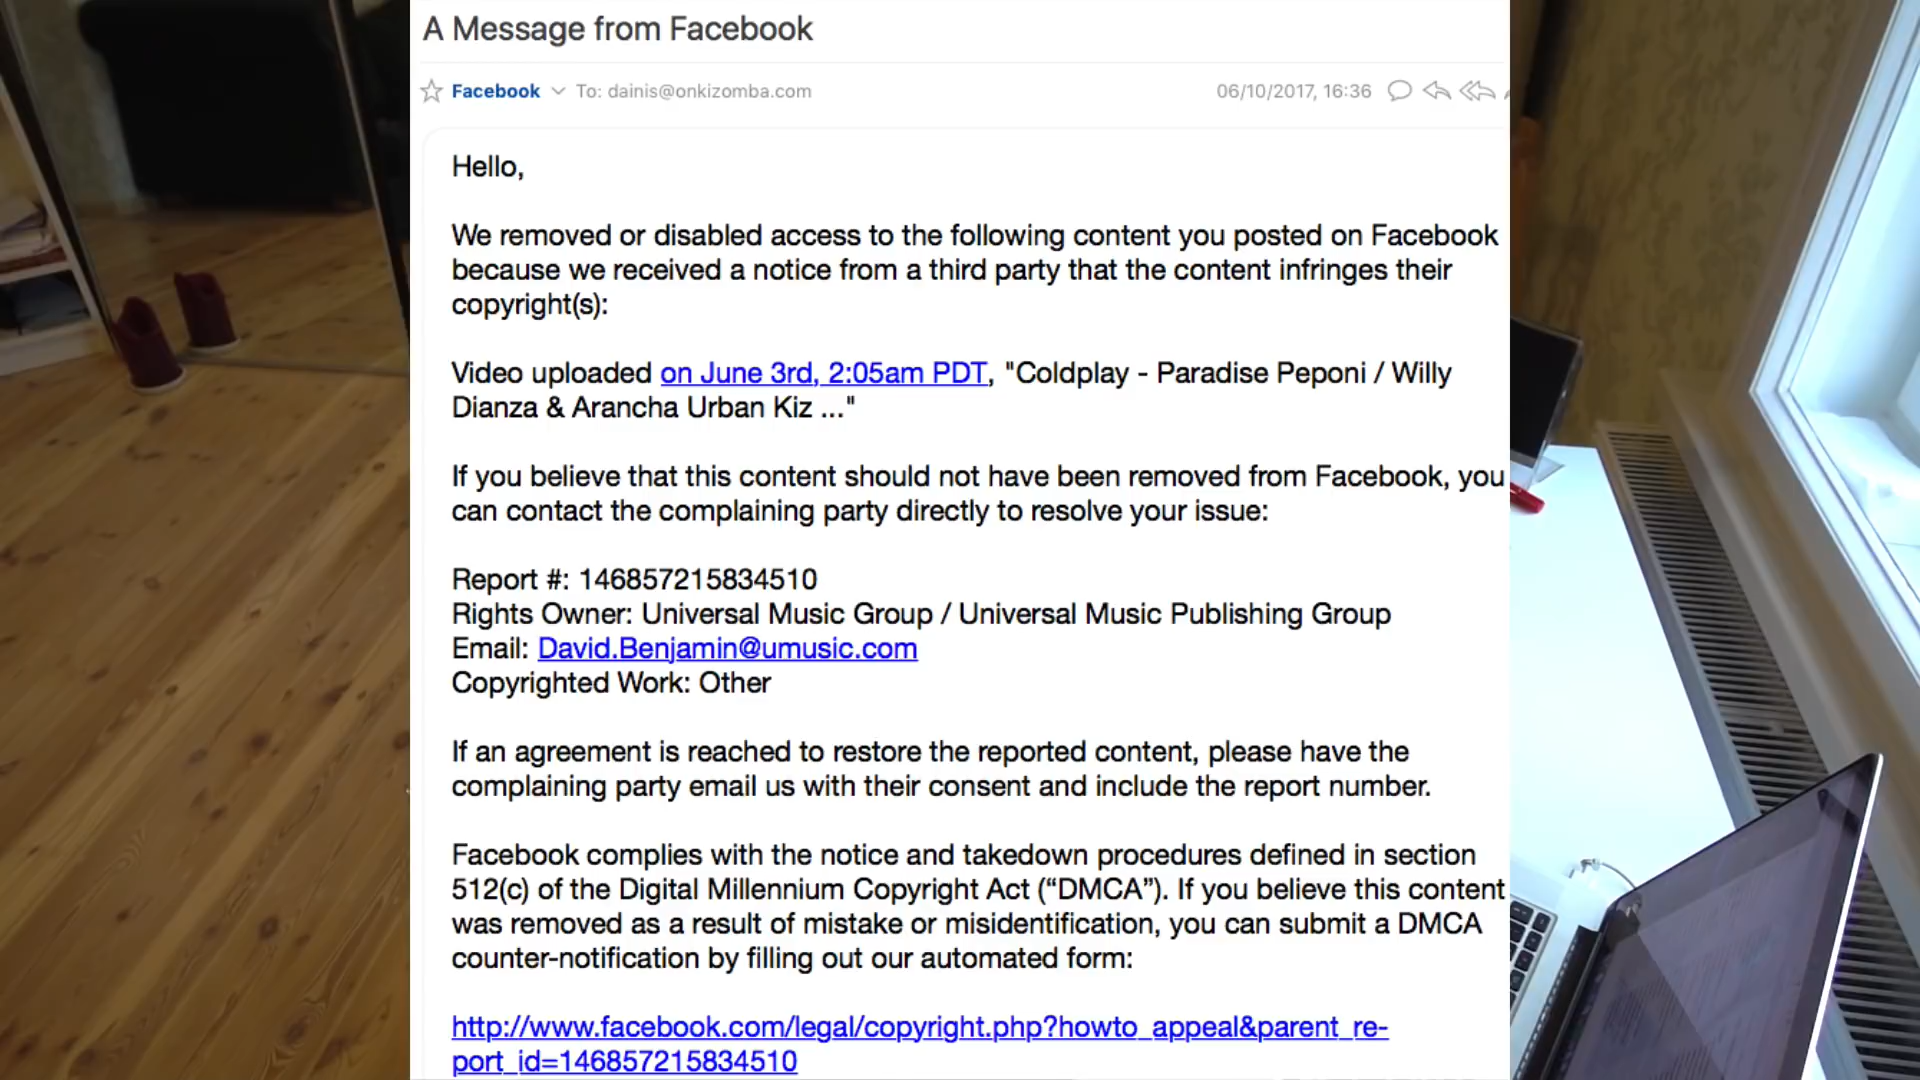 A Message from Facebook
Facebook To: dainis@onkizomba.com 06/10/2017, 16:36
Hello,
We removed or disabled access to the following content you posted on Facebook
because we received a notice from a third party that the content infringes their
copyright(s):
Video uploaded on June 3rd, 2:05am PDT, "Coldplay - Paradise Peponi / Willy
Dianza & Arancha Urban Kiz ..."
If you believe that this content should not have been removed from Facebook, you
can contact the complaining party directly to resolve your issue:
Report #: 146857215834510
Rights Owner: Universal Music Group / Universal Music Publishing Group
Email: David.Benjamin@umusic.com
Copyrighted Work: Other
If an agreement is reached to restore the reported content, please have the
complaining party email us with their consent and include the report number.
Facebook complies with the notice and takedown procedures defined in section
512(c) of the Digital Millennium Copyright Act (“DMCA”). If you believe this content
was removed as a result of mistake or misidentification, you can submit a DMCA
counter-notification by filling out our automated form:
http://www.facebook.com/legal/copyright.php?howto_appeal&parent_re-
port_id=146857215834510